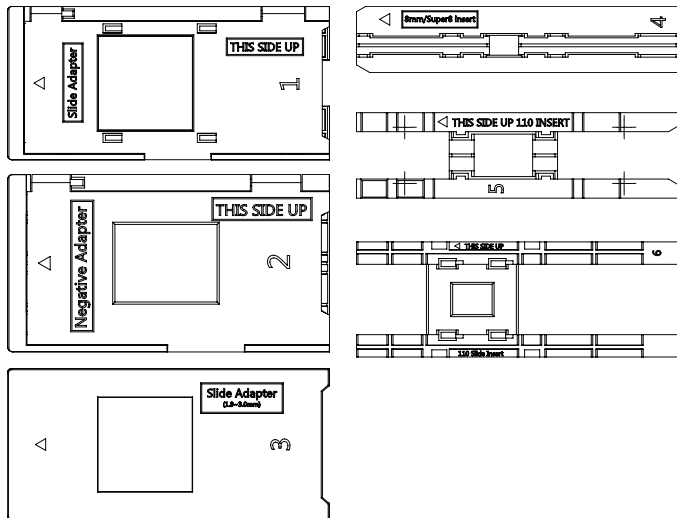 Slide Adapter
THIS SIDE UP
1
Negative Adapter
THIS SIDE UP
2
Slide Adapter
(1.9~3.0mm)
3
8mm/Super8 Insert
4
THIS SIDE UP 110 INSERT
5
THIS SIDE UP
6
110 Slide Insert